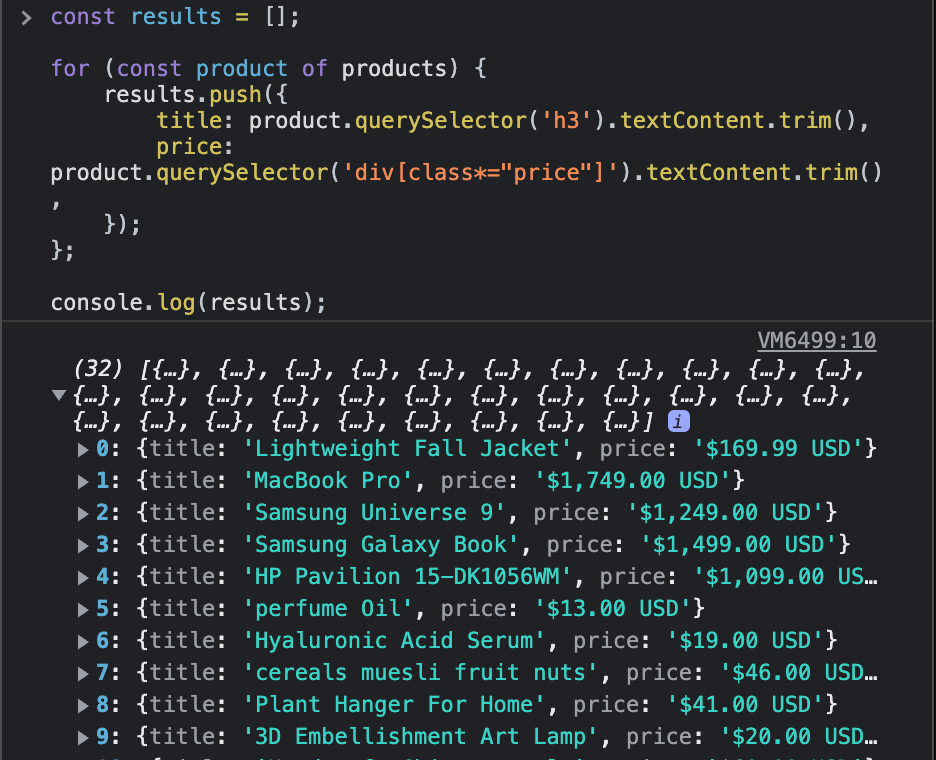 > const results = [];
for (const product of products) {
results.push({
title: product.querySelector('h3').textContent.trim(),
price:
product.querySelector('div[class*="price"]').textContent.trim()
,
});
};
console.log(results);
VM6499:10
(32) [{…}, {…}, {…}, {…}, {…}, {…}, {…}, {…}, {…}, {…}, {…},
{…}, {…}, {…}, {…}, {…}, {…}, {…}, {…}, {…}, {…}, {…}, {…},
{…}, {…}, {…}, {…}, {…}, {…}, {…}, {…}, {…}] i
0: {title: 'Lightweight Fall Jacket', price: '$169.99 USD'}
1: {title: 'MacBook Pro', price: '$1,749.00 USD'}
2: {title: 'Samsung Universe 9', price: '$1,249.00 USD'}
3: {title: 'Samsung Galaxy Book', price: '$1,499.00 USD'}
4: {title: 'HP Pavilion 15-DK1056WM', price: '$1,099.00 US…
5: {title: 'perfume Oil', price: '$13.00 USD'}
6: {title: 'Hyaluronic Acid Serum', price: '$19.00 USD'}
7: {title: 'cereals muesli fruit nuts', price: '$46.00 USD…
8: {title: 'Plant Hanger For Home', price: '$41.00 USD'}
9: {title: '3D Embellishment Art Lamp', price: '$20.00 USD…